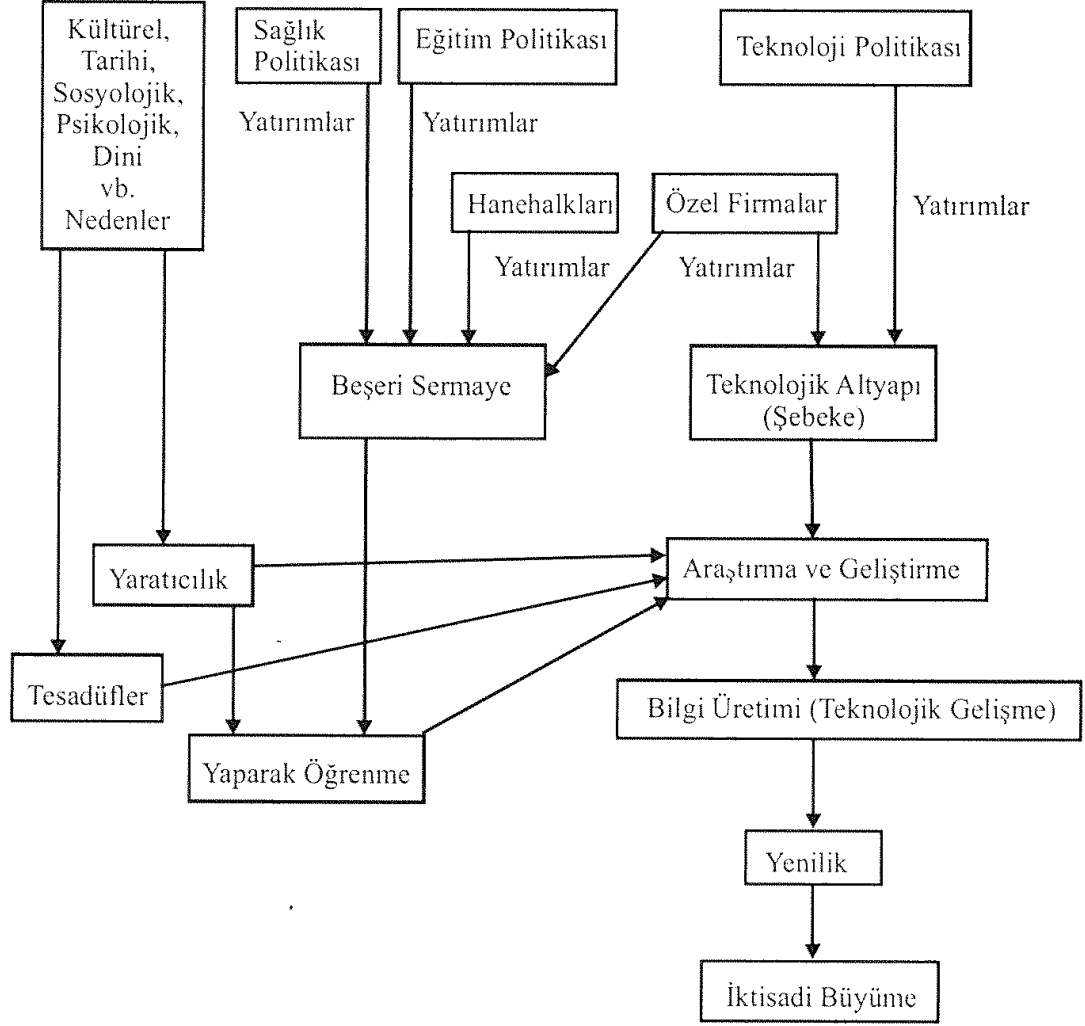 Kültürel,
Tarihi,
Sosyolojik,
Psikolojik,
Dini
vb.
Nedenler
Sağlık
Politikası
Eğitim Politikası
Teknoloji Politikası
Yatırımlar
Yatırımlar
Hanehalkları
Özel Firmalar
Yatırımlar
Yatırımlar
Yatırımlar
Beşeri Sermaye
Teknolojik Altyapı
(Şebeke)
Yaratıcılık
Araştırma ve Geliştirme
Tesadüfler
Bilgi Üretimi (Teknolojik Gelişme)
Yaparak Öğrenme
Yenilik
İktisadi Büyüme